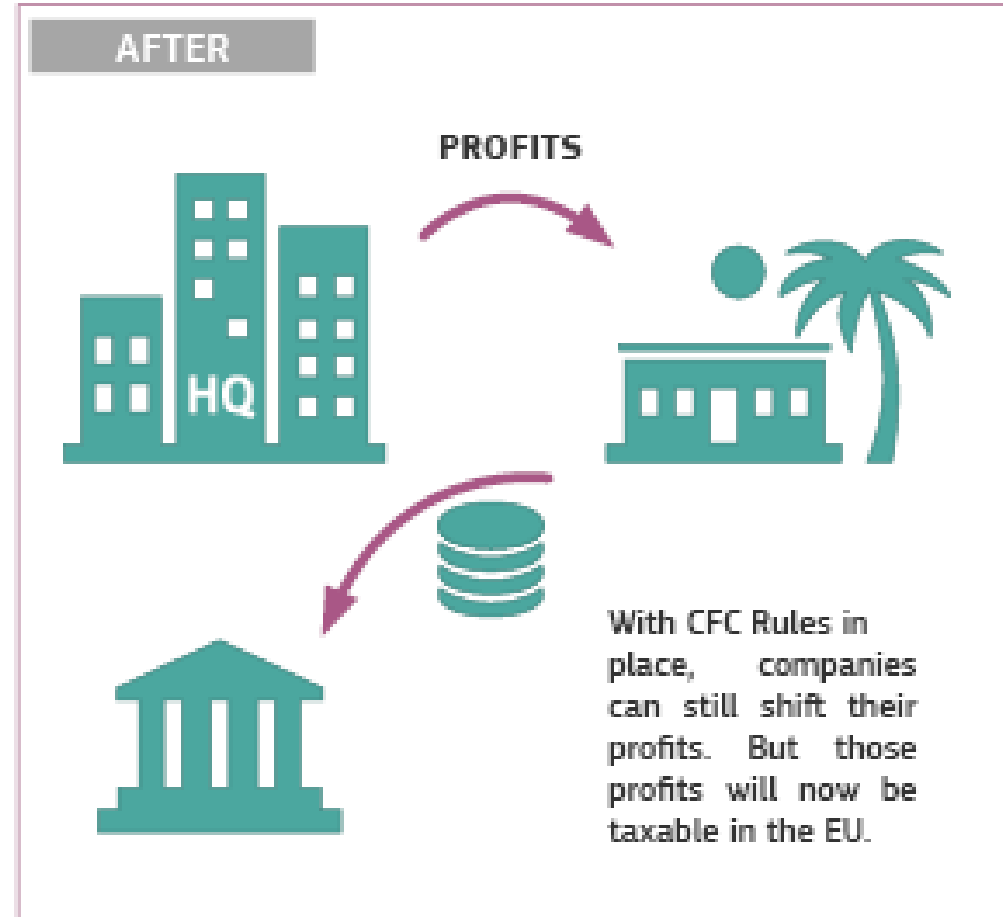 AFTER
PROFITS
HQ
With CFC Rules in
place, companies
can still shift their
profits. But those
profits will now be
taxable in the EU.